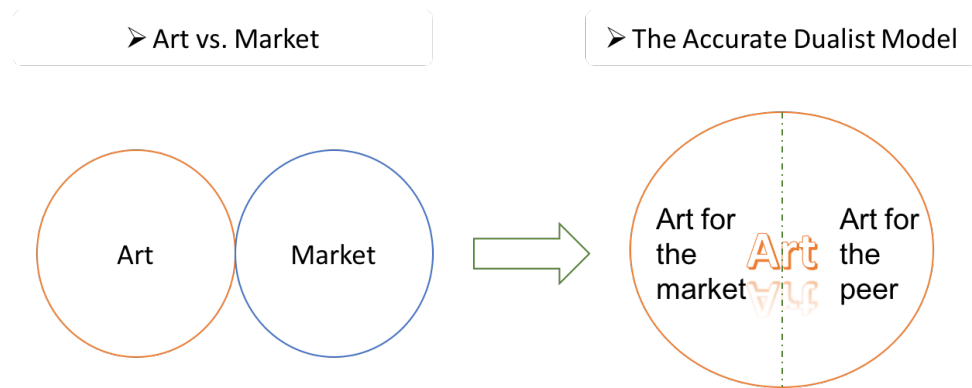 ➢ Art vs. Market
➢ The Accurate Dualist Model
Art
Market
Art for
the
market
Art
Art for
the
peer